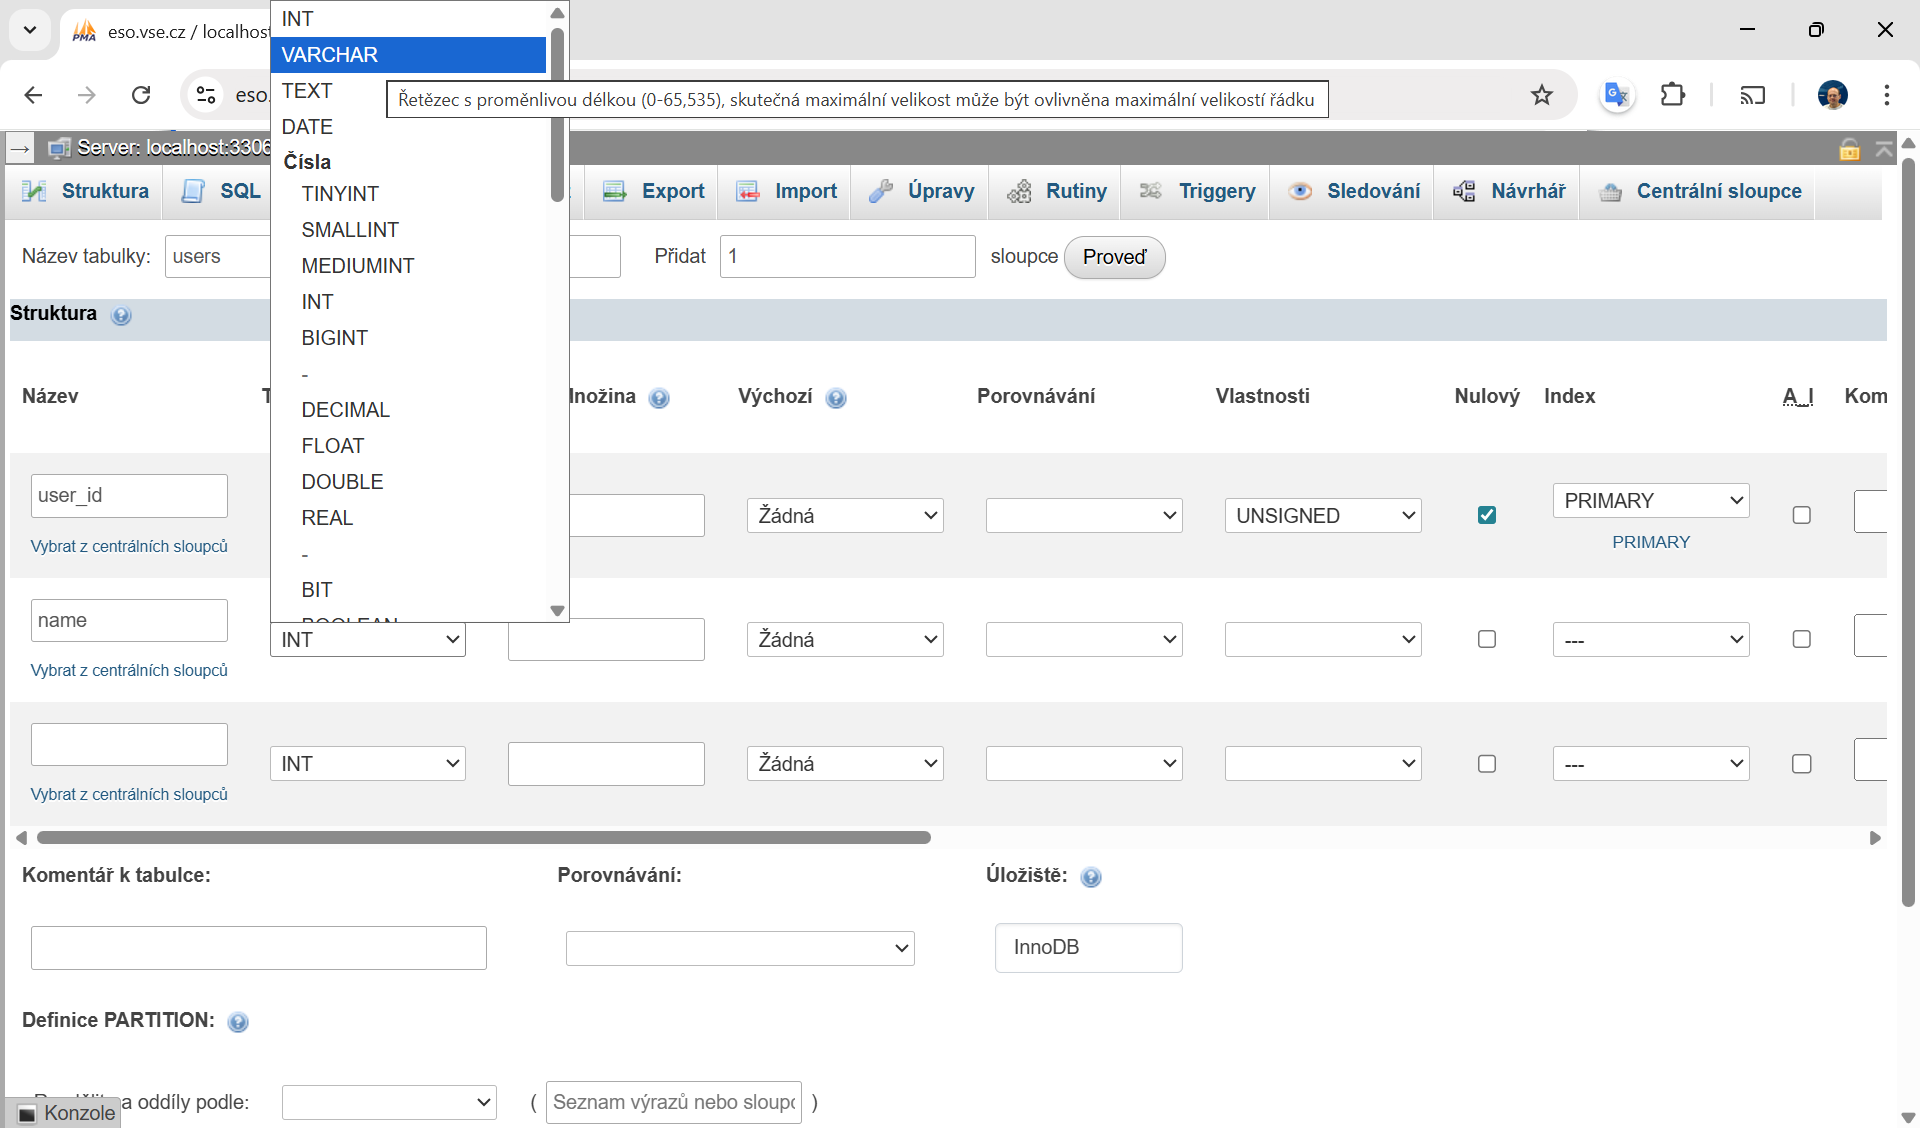 INT
eso.vse.cz / localhost
VARCHAR
TEXT
eso.
Řetězec s proměnlivou délkou (0-65,535), skutečná maximální velikost může být ovlivněna maximální velikostí řádku
DATE
Server: localhost:3306
Čísla
Struktura
SQL
TINYINT
Export
Import
Úpravy
Rutiny
Triggery
Sledování
Návrhář
Centrální sloupce
SMALLINT
Název tabulky:
users
MEDIUMINT
Přidat
1
sloupce
Proveď
INT
Struktura
BIGINT
-
Název
DECIMAL
Výchozí
Porovnávání
Vlastnosti
Nulový
Index
A_I
FLOAT
DOUBLE
REAL
-
BIT
user_id
Žádná
UNSIGNED
PRIMARY
Vybrat z centrálních sloupců
PRIMARY
name
INT
Žádná
---
Vybrat z centrálních sloupců
INT
Žádná
---
Vybrat z centrálních sloupců
Komentář k tabulce:
Porovnávání:
Úložiště:
InnoDB
Definice PARTITION:
a oddíly podle:
(
Seznam výrazů nebo sloupc
)
Konzole